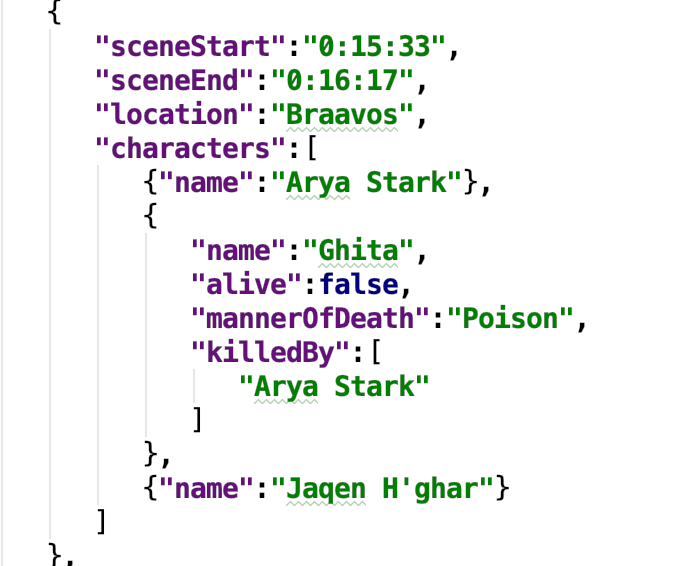 {
"sceneStart":"0:15:33",
"sceneEnd":"0:16:17",
"location":"Braavos",
"characters":[
{"name":"Arya Stark"},
{
"name":"Ghita",
"alive":false,
"mannerOfDeath":"Poison",
"killedBy":[
"Arya Stark"
]
},
{"name":"Jaqen H'ghar"}
]
},